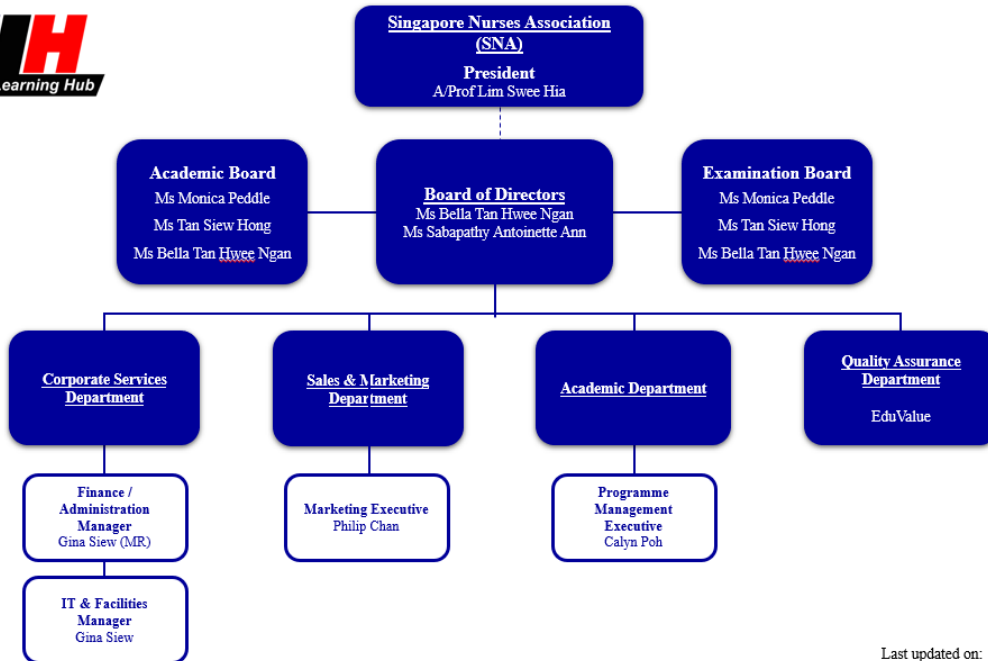 Singapore Nurses Association
(SNA)
President
A/Prof Lim Swee Hia
H
Learning Hub
Academic Board
Ms Monica Peddle
Ms Tan Siew Hong
Ms Bella Tan Hwee Ngan
Board of Directors
Ms Bella Tan Hwee Ngan
Ms Sabapathy Antoinette Ann
Examination Board
Ms Monica Peddle
Ms Tan Siew Hong
Ms Bella Tan Hwee Ngan
Corporate Services
Department
Sales & Marketing
Department
Academic Department
Quality Assurance
Department
EduValue
Finance /
Administration
Manager
Gina Siew (MR)
Marketing Executive
Philip Chan
Programme
Management
Executive
Calyn Poh
IT & Facilities
Manager
Gina Siew
Last updated on: